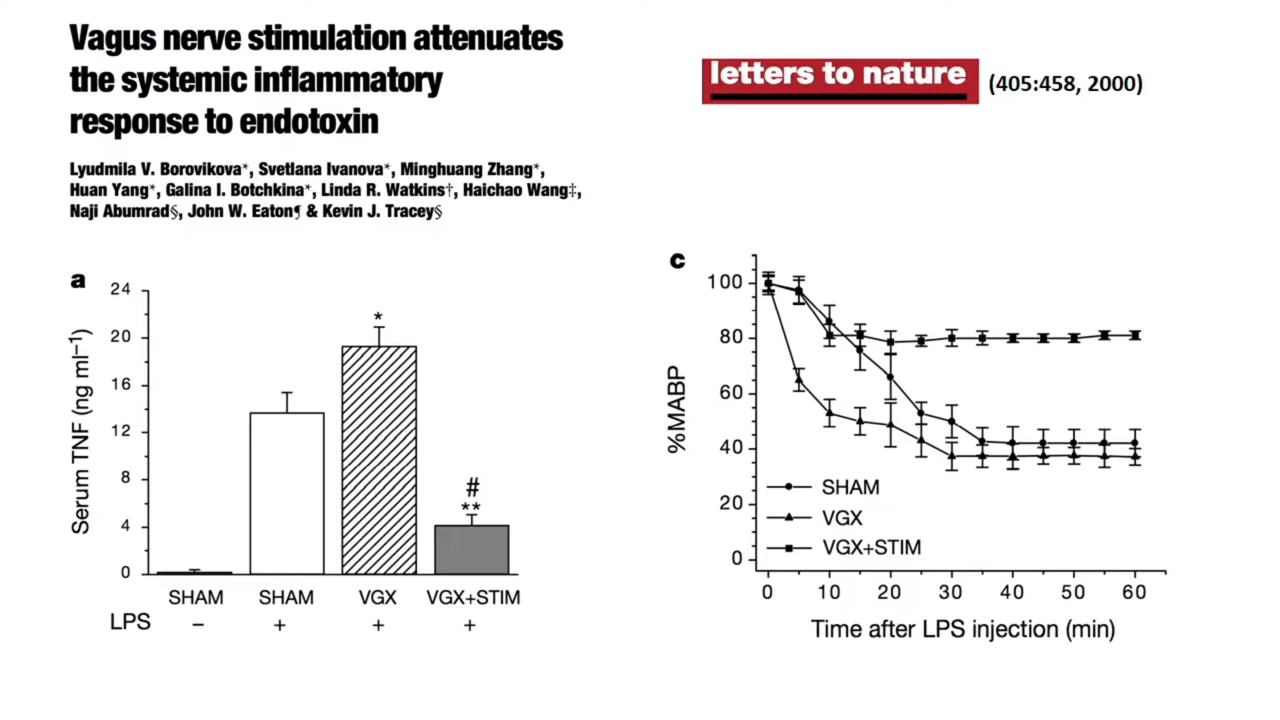 Vagus nerve stimulation attenuates
the systemic inflammatory
response to endotoxin
Lyudmila V. Borovikova*, Svetlana Ivanova*, Minghuang Zhang*,
Huan Yang*, Galina I. Botchkina*, Linda R. Watkins†, Haichao Wang‡,
Naji Abumrad§, John W. Eaton¶ & Kevin J. Tracey§
letters to nature (405:458, 2000)
a
Serum TNF (ng ml⁻¹)
24
20
16
12
8
4
0
*
#
**
SHAM SHAM VGX VGX+STIM
LPS – + + +
c
%MABP
100
80
60
40
20
0
SHAM
VGX
VGX+STIM
0 10 20 30 40 50 60
Time after LPS injection (min)